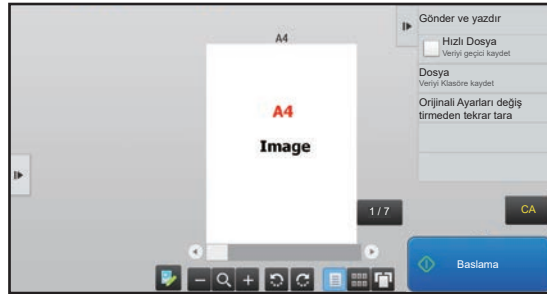 A4
A4
Image
1 / 7
Gönder ve yazdır
Hızlı Dosya
Veriyi geçici kaydet
Dosya
Veriyi Klasöre kaydet
Orijinali Ayarları değiş
tirmeden tekrar tara
CA
Baslama